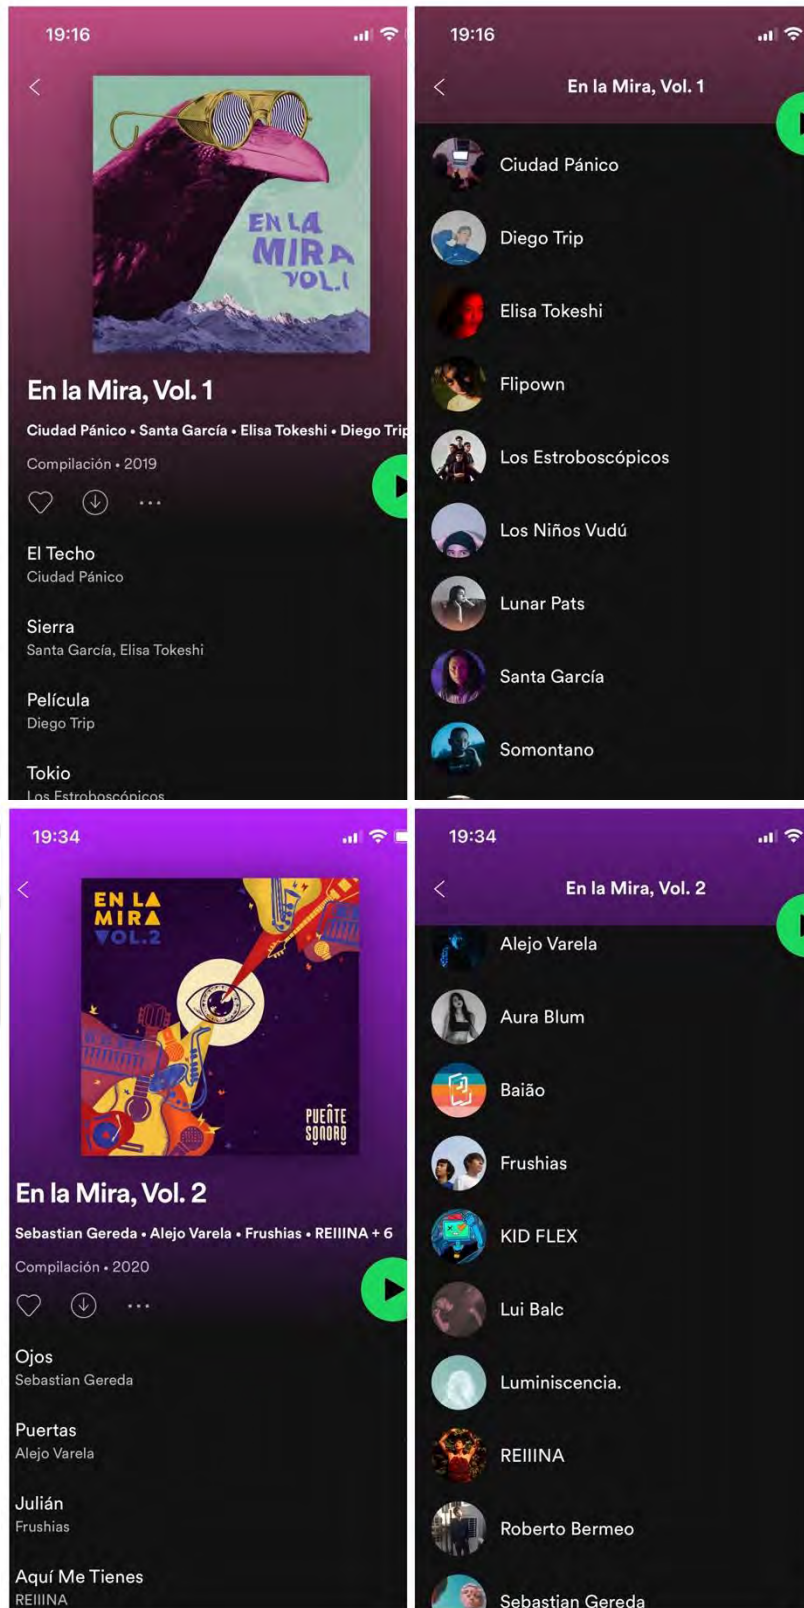 19:16
EN LA
MIRA
VOL.1
En la Mira, Vol. 1
Ciudad Pánico • Santa García • Elisa Tokeshi • Diego Trip
Compilación • 2019
El Techo
Ciudad Pánico
Sierra
Santa García, Elisa Tokeshi
Película
Diego Trip
Tokio
Los Estroboscópicos
19:16
En la Mira, Vol. 1
Ciudad Pánico
Diego Trip
Elisa Tokeshi
Flipown
Los Estroboscópicos
Los Niños Vudú
Lunar Pats
Santa García
Somontano
19:34
EN LA
MIRA
VOL.2
PUENTE
SONORO
En la Mira, Vol. 2
Sebastian Gereda • Alejo Varela • Frushias • REIIINA + 6
Compilación • 2020
Ojos
Sebastian Gereda
Puertas
Alejo Varela
Julián
Frushias
Aquí Me Tienes
REIIINA
19:34
En la Mira, Vol. 2
Alejo Varela
Aura Blum
Baião
Frushias
KID FLEX
Lui Balc
Luminiscencia.
REIIINA
Roberto Bermeo
Sebastian Gereda